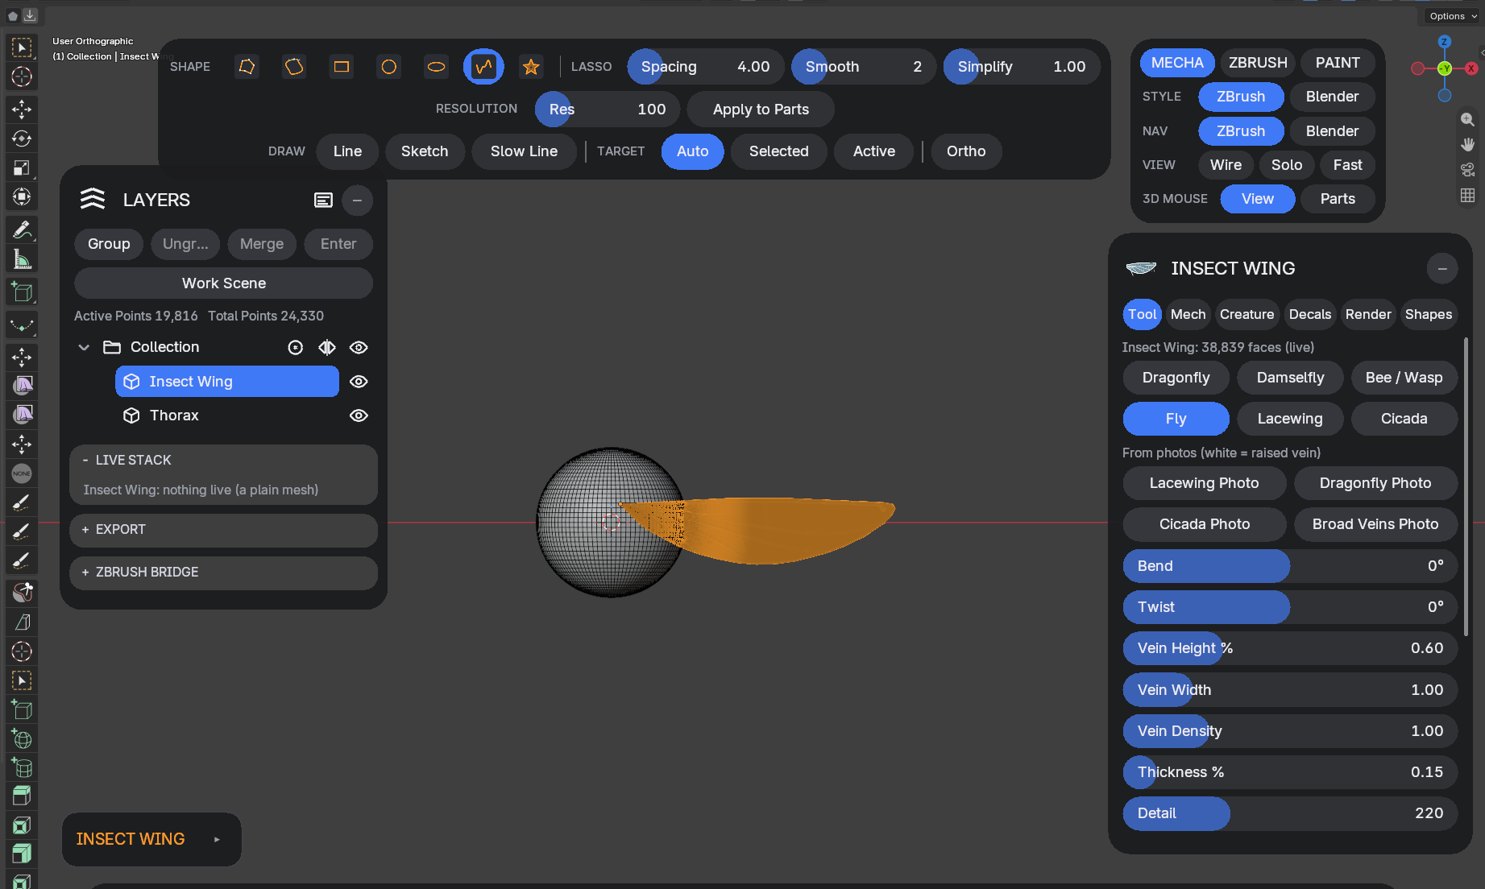 Options
User Orthographic
(1) Collection | Insect W
SHAPE LASSO Spacing 4.00 Smooth 2 Simplify 1.00
RESOLUTION Res 100 Apply to Parts
DRAW Line Sketch Slow Line TARGET Auto Selected Active Ortho
MECHA ZBRUSH PAINT
STYLE ZBrush Blender
NAV ZBrush Blender
VIEW Wire Solo Fast
3D MOUSE View Parts
Z
-Y
X
LAYERS
Group Ungr... Merge Enter
Work Scene
Active Points 19,816 Total Points 24,330
Collection
Insect Wing
Thorax
- LIVE STACK
Insect Wing: nothing live (a plain mesh)
+ EXPORT
+ ZBRUSH BRIDGE
NONE
INSECT WING
INSECT WING
Tool Mech Creature Decals Render Shapes
Insect Wing: 38,839 faces (live)
Dragonfly Damselfly Bee / Wasp
Fly Lacewing Cicada
From photos (white = raised vein)
Lacewing Photo Dragonfly Photo
Cicada Photo Broad Veins Photo
Bend 0°
Twist 0°
Vein Height % 0.60
Vein Width 1.00
Vein Density 1.00
Thickness % 0.15
Detail 220